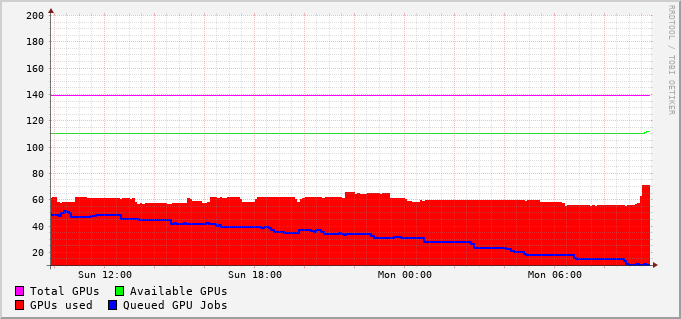 200
180
160
140
120
100
80
60
40
20
Sun 12:00 Sun 18:00 Mon 00:00 Mon 06:00
Total GPUs Available GPUs
GPUs used Queued GPU Jobs
RRDTOOL / TOBI OETIKER